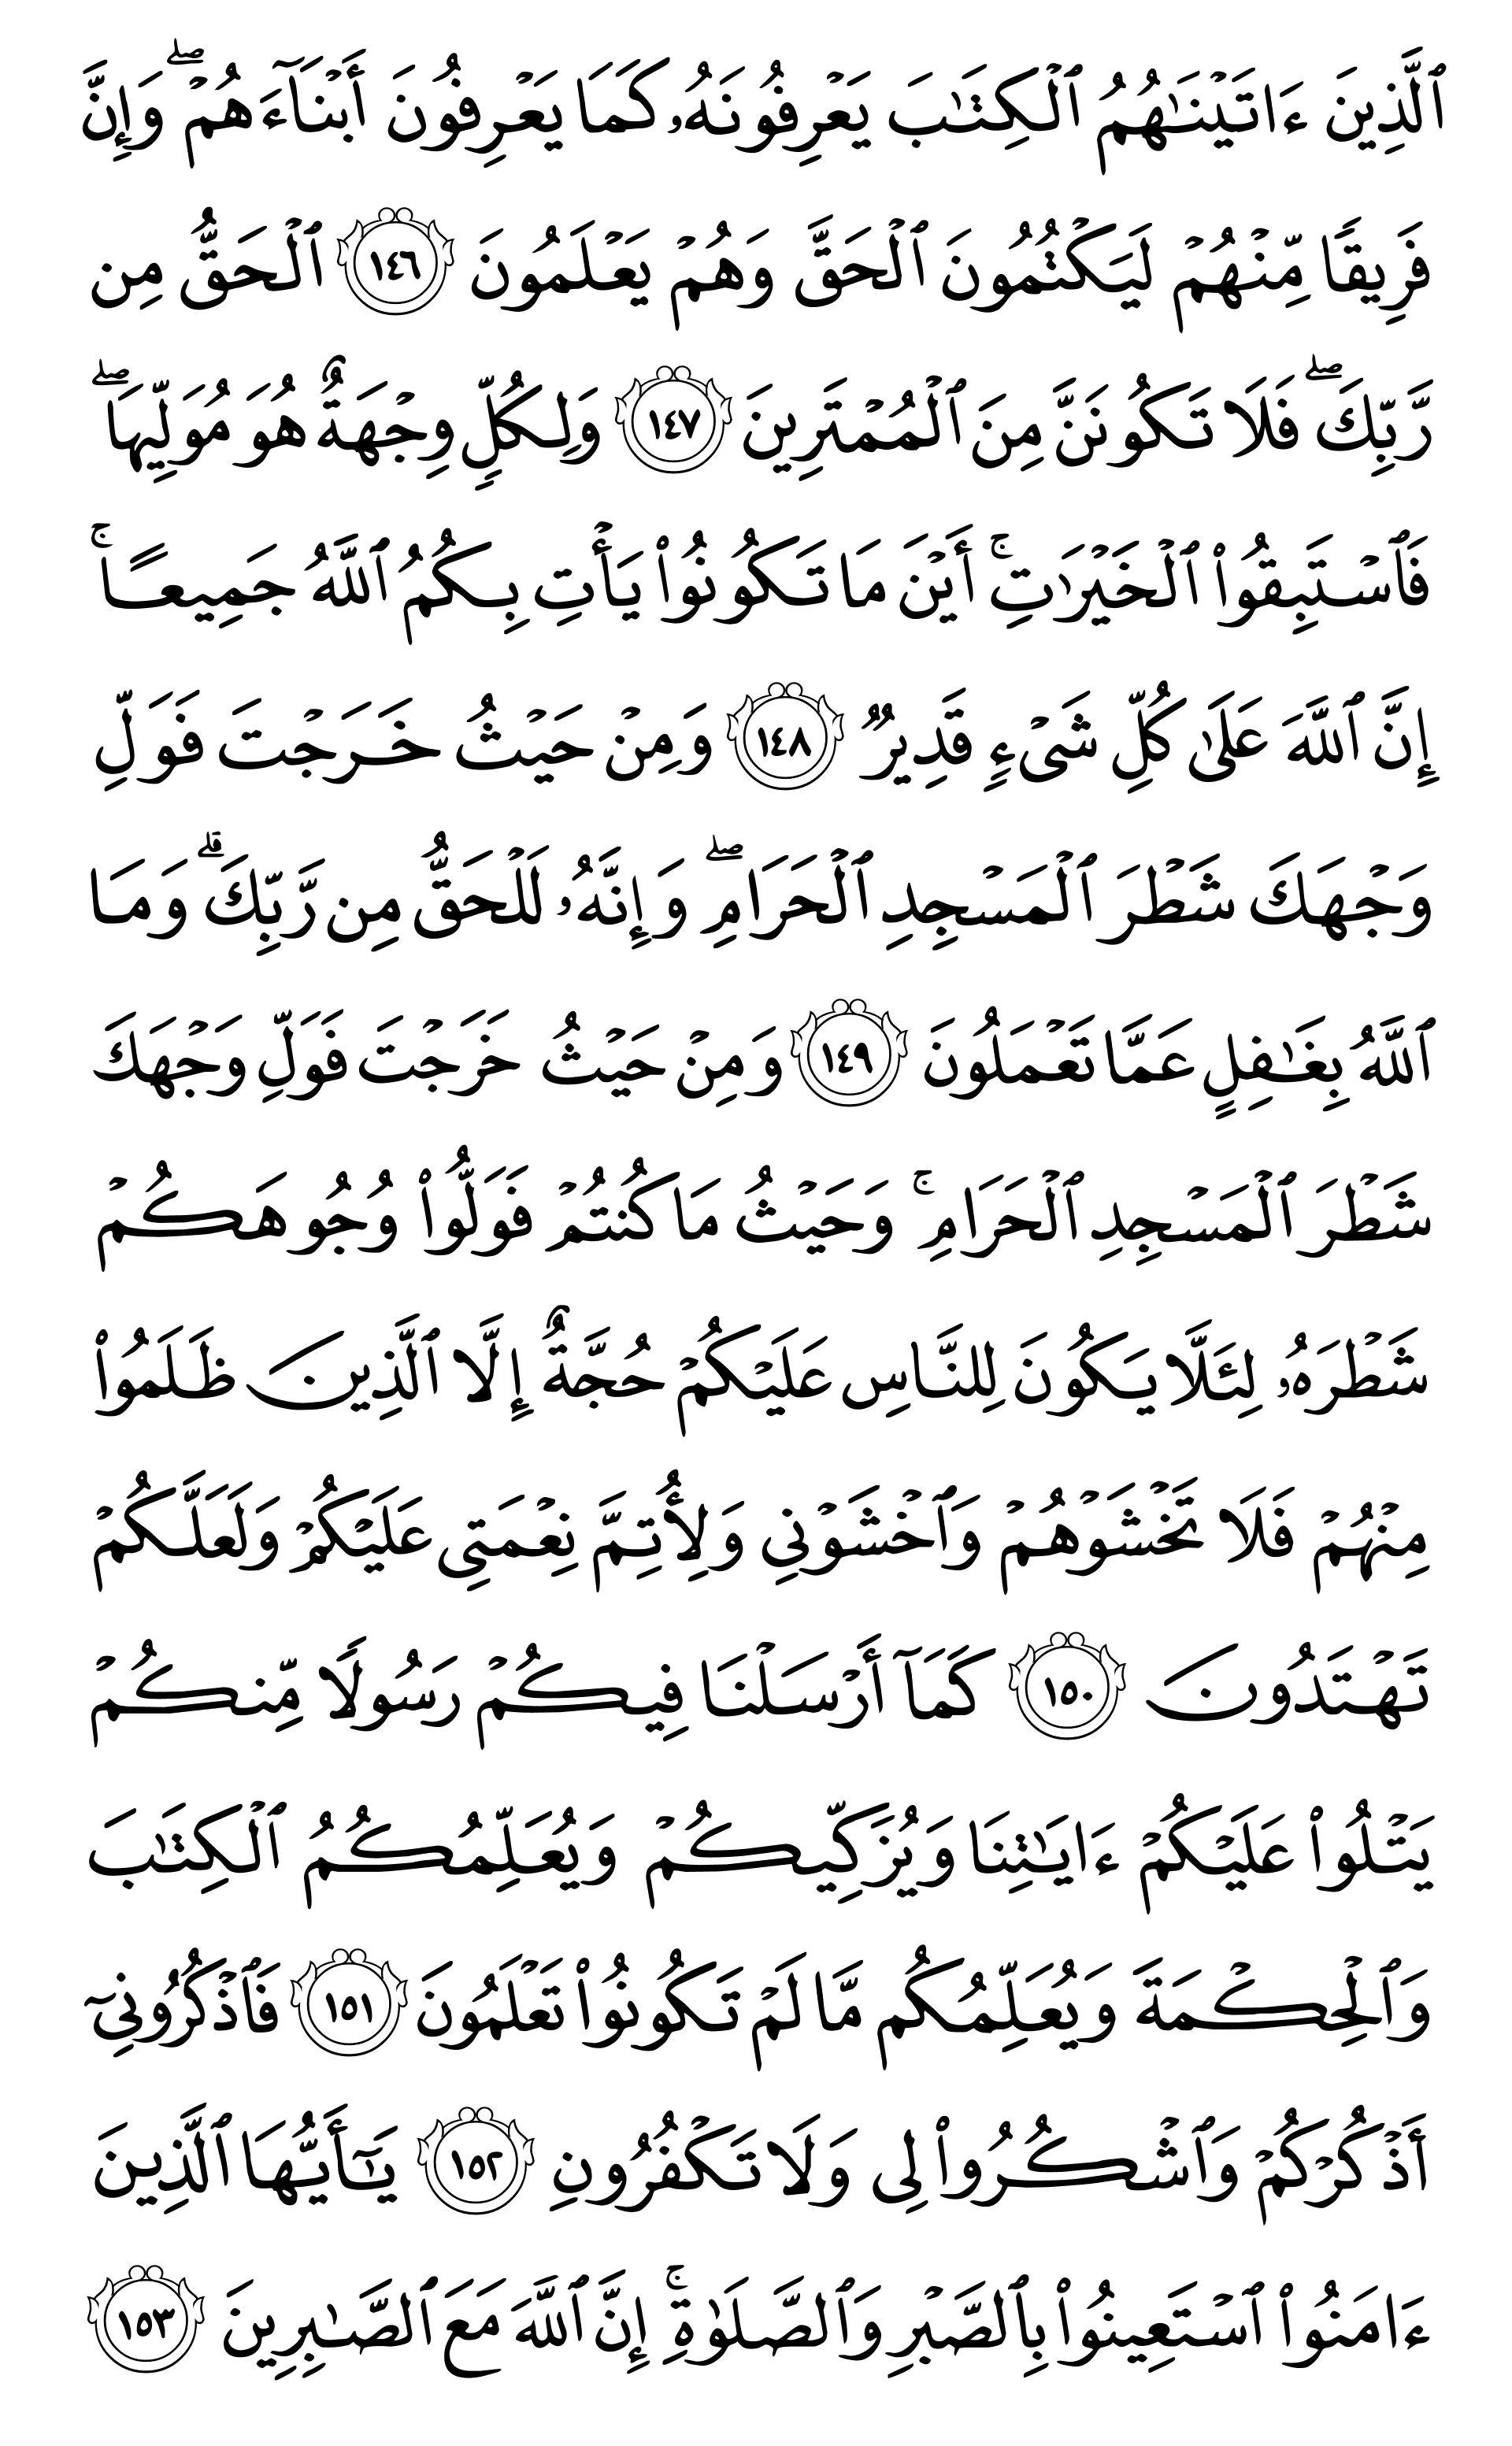 ٱلَّذِينَ ءَاتَيْنَٰهُمُ ٱلْكِتَٰبَ يَعْرِفُونَهُۥ كَمَا يَعْرِفُونَ أَبْنَآءَهُمْ ۖ وَإِنَّ
فَرِيقًا مِّنْهُمْ لَيَكْتُمُونَ ٱلْحَقَّ وَهُمْ يَعْلَمُونَ ١٤٦ ٱلْحَقُّ مِن
رَّبِّكَ ۖ فَلَا تَكُونَنَّ مِنَ ٱلْمُمْتَرِينَ ١٤٧ وَلِكُلٍّ وِجْهَةٌ هُوَ مُوَلِّيهَا ۖ
فَٱسْتَبِقُوا۟ ٱلْخَيْرَٰتِ ۚ أَيْنَ مَا تَكُونُوا۟ يَأْتِ بِكُمُ ٱللَّهُ جَمِيعًا ۚ
إِنَّ ٱللَّهَ عَلَىٰ كُلِّ شَىْءٍ قَدِيرٌ ١٤٨ وَمِنْ حَيْثُ خَرَجْتَ فَوَلِّ
وَجْهَكَ شَطْرَ ٱلْمَسْجِدِ ٱلْحَرَامِ ۖ وَإِنَّهُۥ لَلْحَقُّ مِن رَّبِّكَ ۗ وَمَا
ٱللَّهُ بِغَٰفِلٍ عَمَّا تَعْمَلُونَ ١٤٩ وَمِنْ حَيْثُ خَرَجْتَ فَوَلِّ وَجْهَكَ
شَطْرَ ٱلْمَسْجِدِ ٱلْحَرَامِ ۚ وَحَيْثُ مَا كُنتُمْ فَوَلُّوا۟ وُجُوهَكُمْ
شَطْرَهُۥ لِئَلَّا يَكُونَ لِلنَّاسِ عَلَيْكُمْ حُجَّةٌ إِلَّا ٱلَّذِينَ ظَلَمُوا۟
مِنْهُمْ فَلَا تَخْشَوْهُمْ وَٱخْشَوْنِى وَلِأُتِمَّ نِعْمَتِى عَلَيْكُمْ وَلَعَلَّكُمْ
تَهْتَدُونَ ١٥٠ كَمَآ أَرْسَلْنَا فِيكُمْ رَسُولًا مِّنكُمْ
يَتْلُوا۟ عَلَيْكُمْ ءَايَٰتِنَا وَيُزَكِّيكُمْ وَيُعَلِّمُكُمُ ٱلْكِتَٰبَ
وَٱلْحِكْمَةَ وَيُعَلِّمُكُم مَّا لَمْ تَكُونُوا۟ تَعْلَمُونَ ١٥١ فَٱذْكُرُونِىٓ
أَذْكُرْكُمْ وَٱشْكُرُوا۟ لِى وَلَا تَكْفُرُونِ ١٥٢ يَٰٓأَيُّهَا ٱلَّذِينَ
ءَامَنُوا۟ ٱسْتَعِينُوا۟ بِٱلصَّبْرِ وَٱلصَّلَوٰةِ ۚ إِنَّ ٱللَّهَ مَعَ ٱلصَّٰبِرِينَ ١٥٣